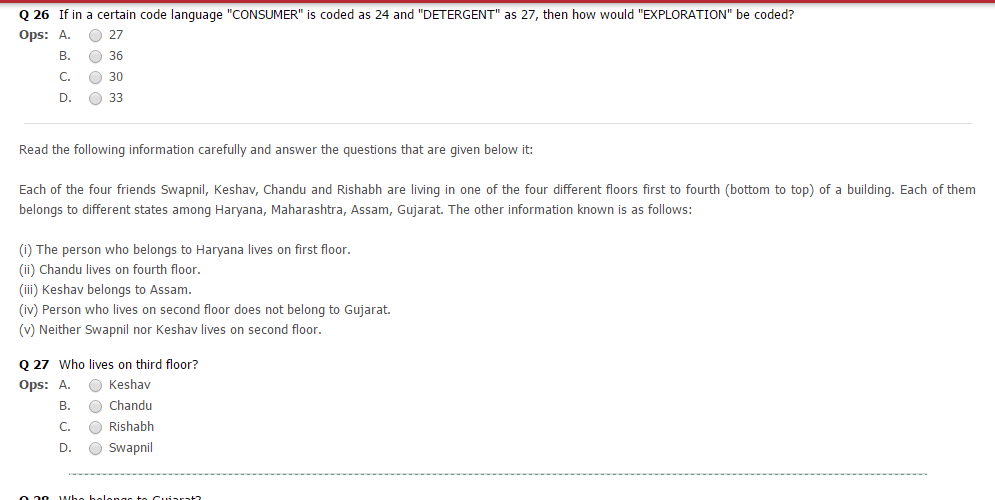 Q 26 If in a certain code language "CONSUMER" is coded as 24 and "DETERGENT" as 27, then how would "EXPLORATION" be coded?
Ops: A. 27
B. 36
C. 30
D. 33
Read the following information carefully and answer the questions that are given below it:
Each of the four friends Swapnil, Keshav, Chandu and Rishabh are living in one of the four different floors first to fourth (bottom to top) of a building. Each of them
belongs to different states among Haryana, Maharashtra, Assam, Gujarat. The other information known is as follows:
(i) The person who belongs to Haryana lives on first floor.
(ii) Chandu lives on fourth floor.
(iii) Keshav belongs to Assam.
(iv) Person who lives on second floor does not belong to Gujarat.
(v) Neither Swapnil nor Keshav lives on second floor.
Q 27 Who lives on third floor?
Ops: A. Keshav
B. Chandu
C. Rishabh
D. Swapnil
Q 28 Who belongs to Gujarat?